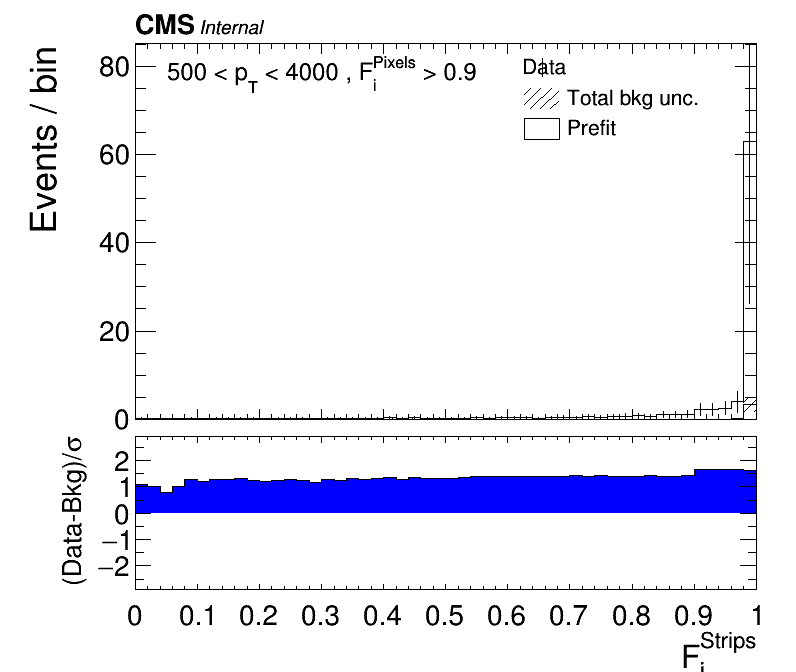 CMS Internal
Events / bin
500 < p_T < 4000 , F_i^Pixels > 0.9
Data
Total bkg unc.
Prefit
80
60
40
20
0
(Data-Bkg)/σ
2
1
0
−1
−2
0 0.1 0.2 0.3 0.4 0.5 0.6 0.7 0.8 0.9 1
F_i^Strips